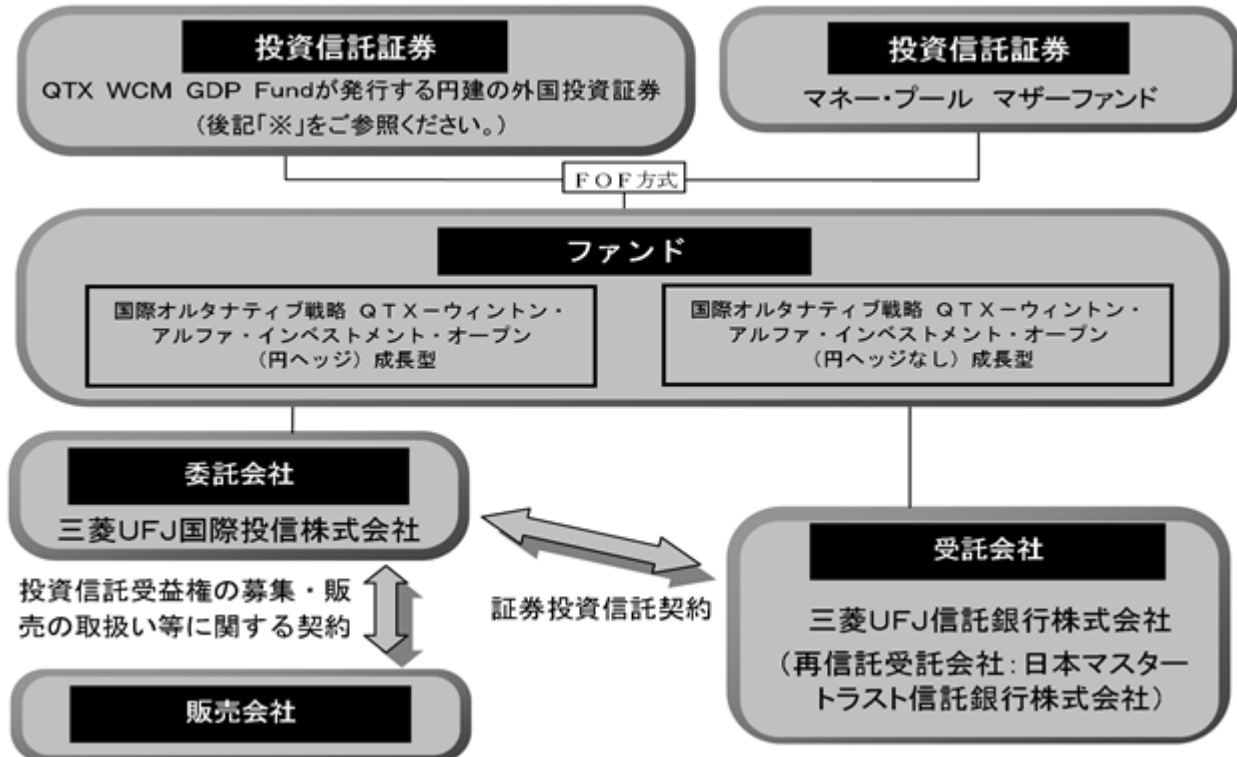 投資信託証券
QTX WCM GDP Fundが発行する円建の外国投資証券
(後記「※」をご参照ください。)
投資信託証券
マネー・プール マザーファンド
FOF方式
ファンド
国際オルタナティブ戦略 QTX-ウィントン・
アルファ・インベストメント・オープン
(円ヘッジ)成長型
国際オルタナティブ戦略 QTX-ウィントン・
アルファ・インベストメント・オープン
(円ヘッジなし)成長型
委託会社
三菱UFJ国際投信株式会社
投資信託受益権の募集・販
売の取扱い等に関する契約
販売会社
証券投資信託契約
受託会社
三菱UFJ信託銀行株式会社
(再信託受託会社:日本マスター
トラスト信託銀行株式会社)